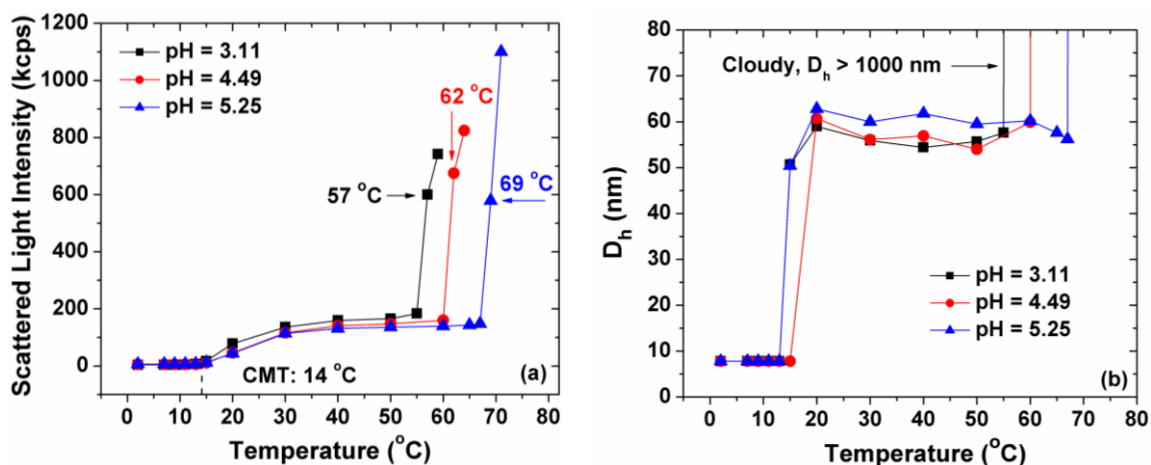 Scattered Light Intensity (kcps)
1200
1000
800
600
400
200
0
pH = 3.11
pH = 4.49
pH = 5.25
62 °C
57 °C
69 °C
CMT: 14 °C
(a)
0 10 20 30 40 50 60 70 80
Temperature (°C)
D_h (nm)
80
70
60
50
40
30
20
10
0
Cloudy, D_h > 1000 nm
pH = 3.11
pH = 4.49
pH = 5.25
(b)
0 10 20 30 40 50 60 70 80
Temperature (°C)